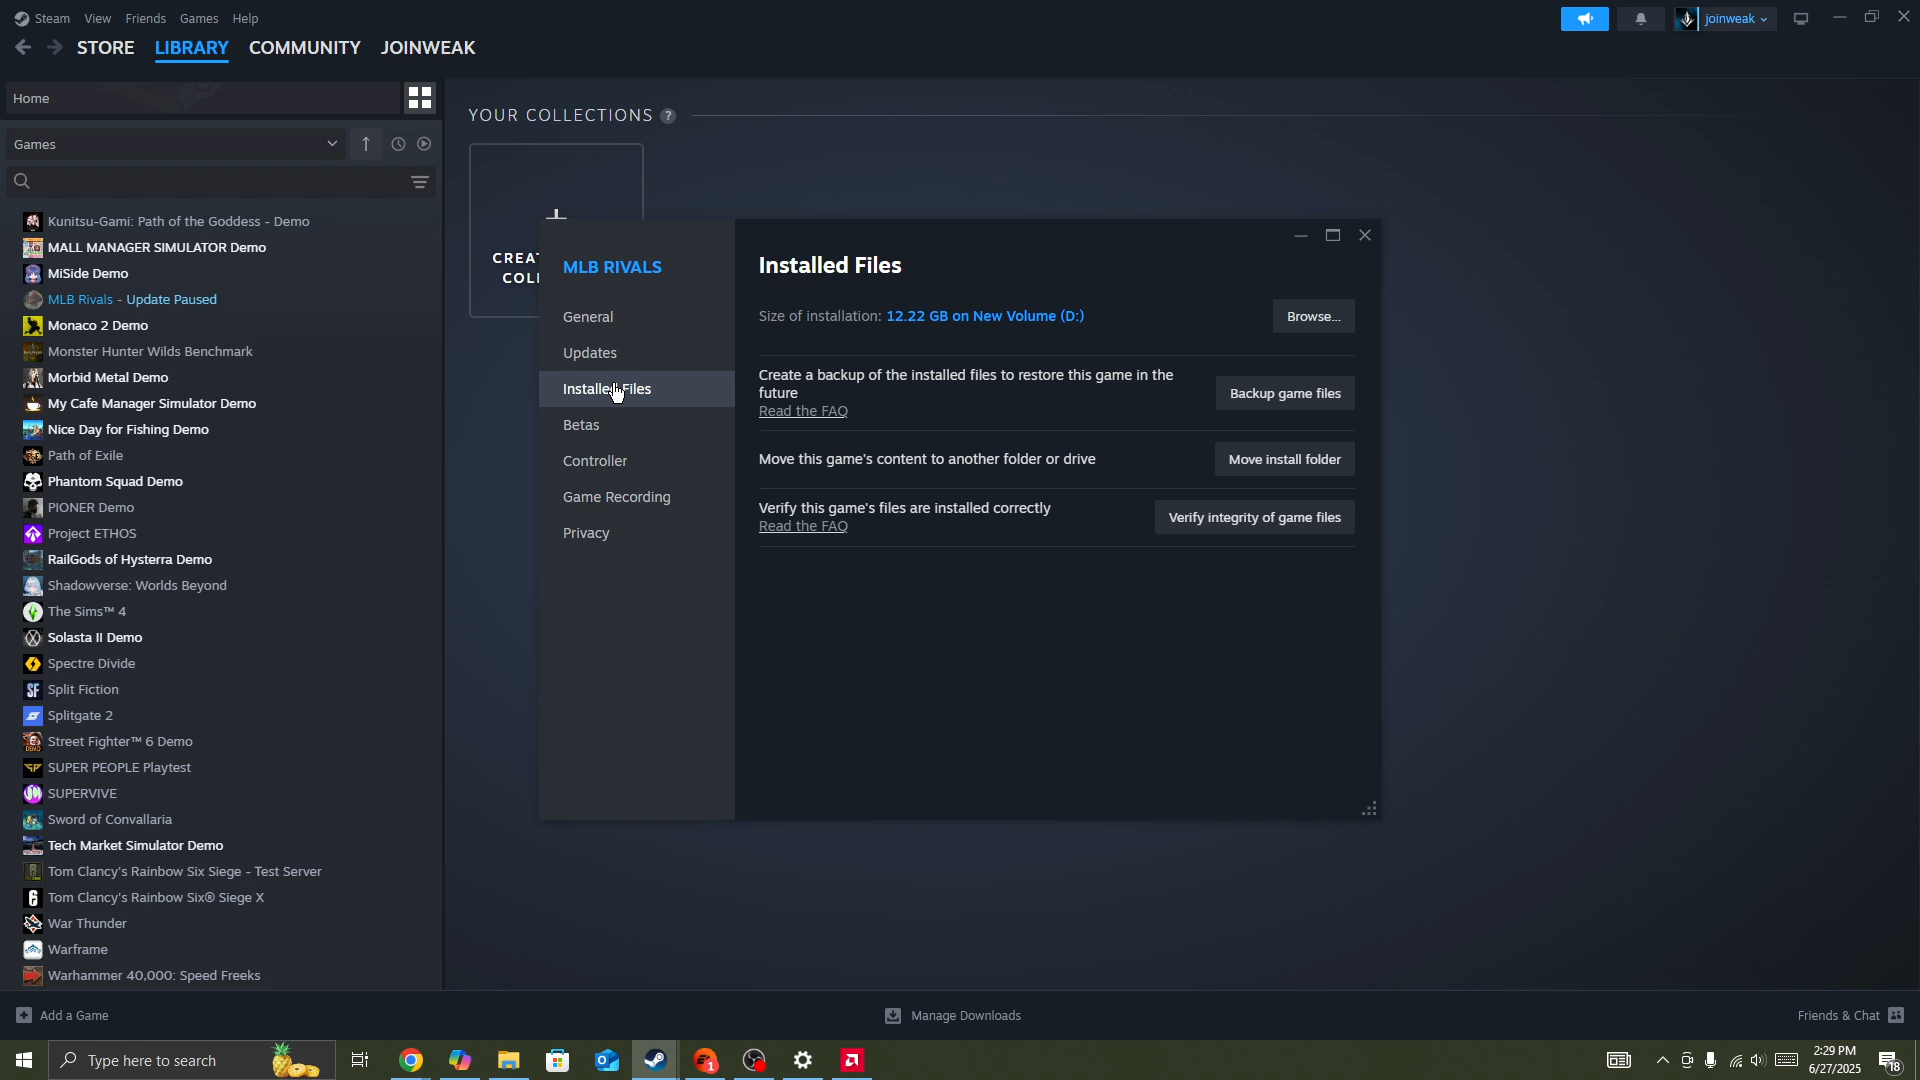 Steam View Friends Games Help
joinweak
STORE LIBRARY COMMUNITY JOINWEAK
Home
YOUR COLLECTIONS ?
Games
Kunitsu-Gami: Path of the Goddess - Demo
MALL MANAGER SIMULATOR Demo
MiSide Demo
MLB Rivals - Update Paused
Monaco 2 Demo
Monster Hunter Wilds Benchmark
Morbid Metal Demo
My Cafe Manager Simulator Demo
Nice Day for Fishing Demo
Path of Exile
Phantom Squad Demo
PIONER Demo
Project ETHOS
RailGods of Hysterra Demo
Shadowverse: Worlds Beyond
The Sims™ 4
Solasta II Demo
Spectre Divide
Split Fiction
Splitgate 2
Street Fighter™ 6 Demo
SUPER PEOPLE Playtest
SUPERVIVE
Sword of Convallaria
Tech Market Simulator Demo
Tom Clancy's Rainbow Six Siege - Test Server
Tom Clancy's Rainbow Six® Siege X
War Thunder
Warframe
Warhammer 40,000: Speed Freeks
CREAT
COLL
MLB RIVALS
General
Updates
Installed Files
Betas
Controller
Game Recording
Privacy
Installed Files
Size of installation: 12.22 GB on New Volume (D:)
Browse...
Create a backup of the installed files to restore this game in the
future
Read the FAQ
Backup game files
Move this game's content to another folder or drive
Move install folder
Verify this game's files are installed correctly
Read the FAQ
Verify integrity of game files
Add a Game
Manage Downloads
Friends & Chat
Type here to search
1
2:29 PM
6/27/2025
18